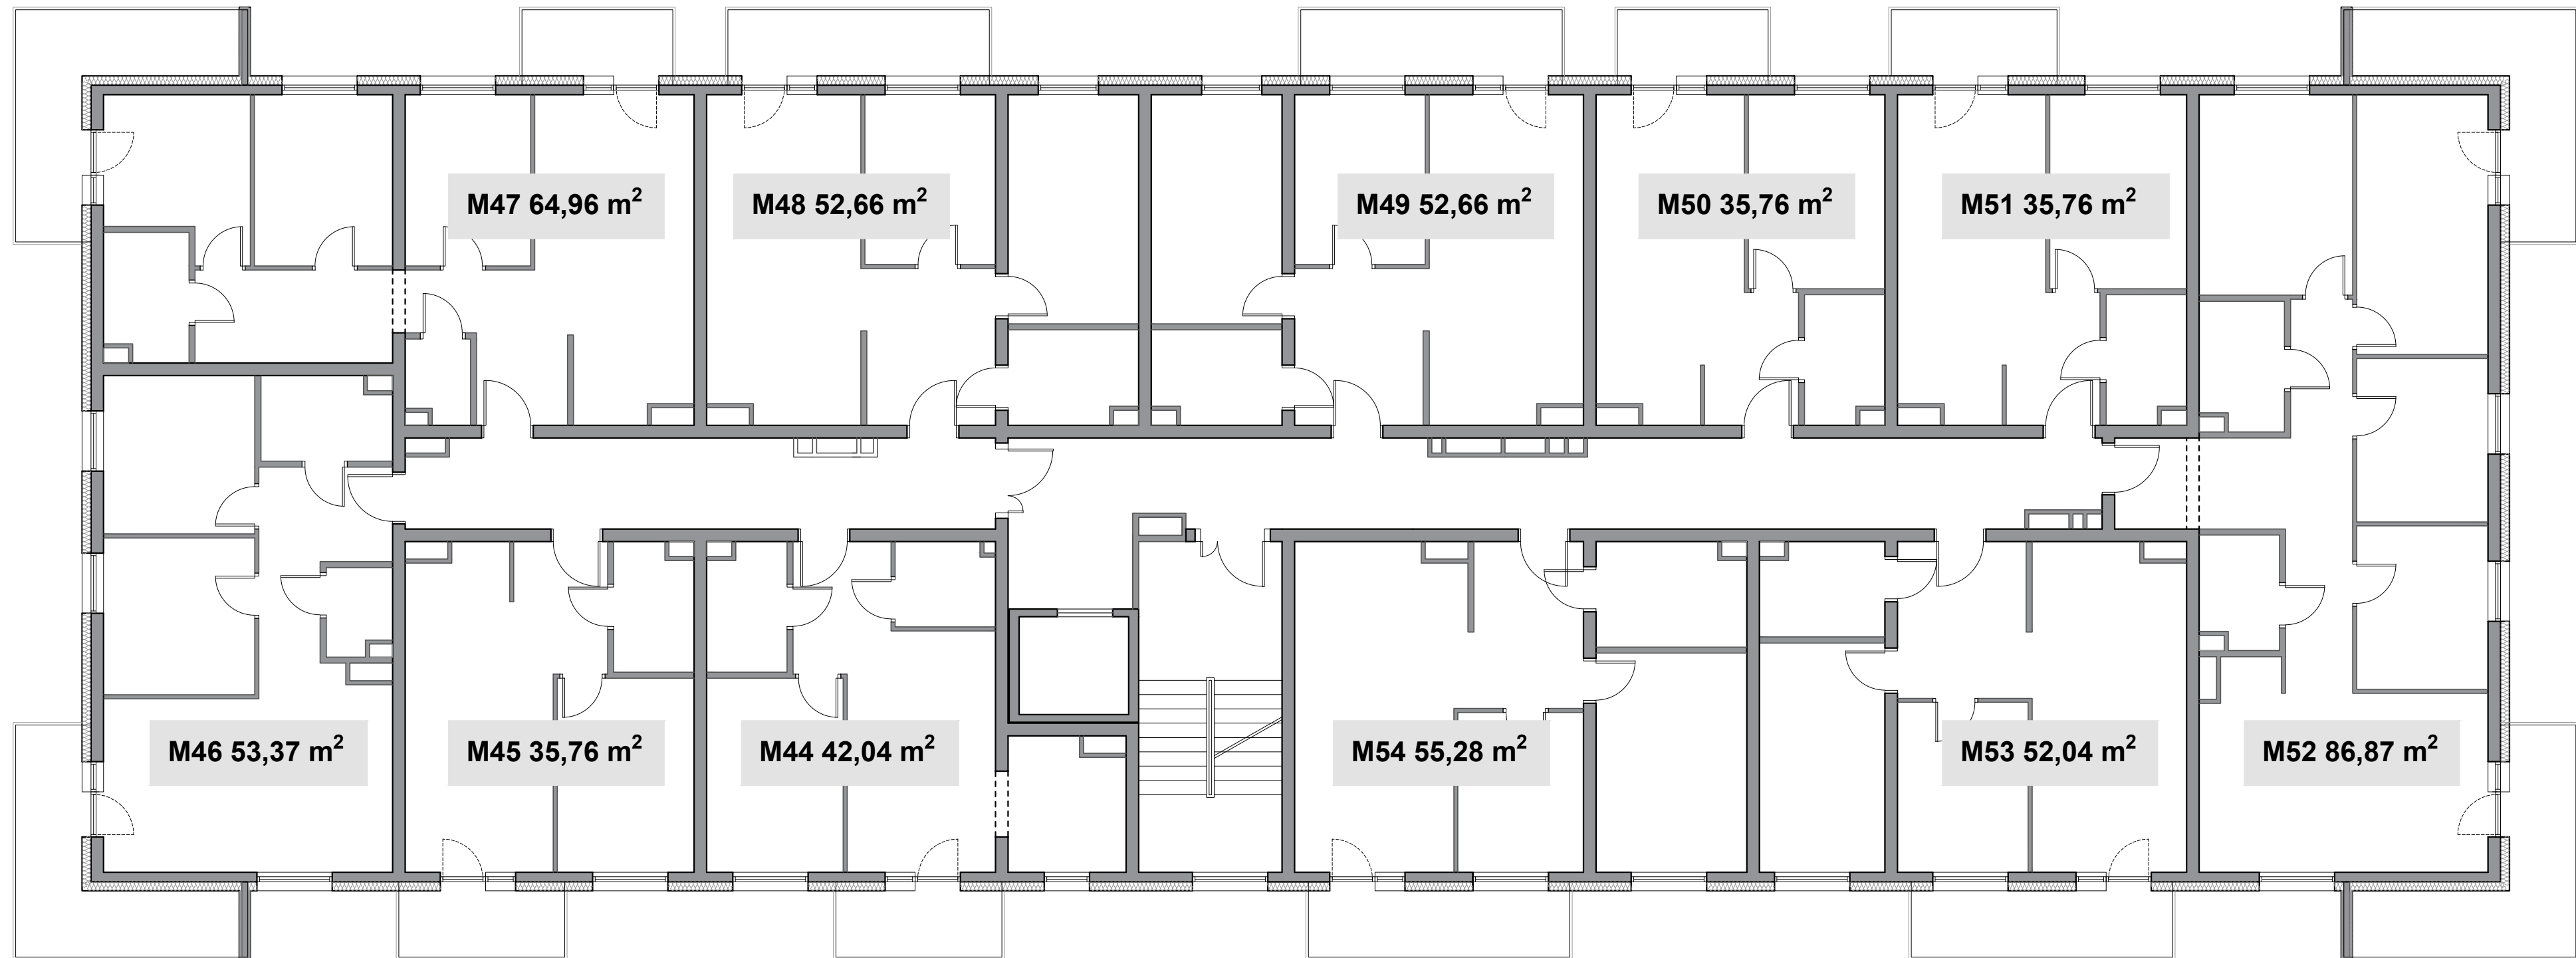 M47 64,96 m²
M48 52,66 m²
M49 52,66 m²
M50 35,76 m²
M51 35,76 m²
M46 53,37 m²
M45 35,76 m²
M44 42,04 m²
M54 55,28 m²
M53 52,04 m²
M52 86,87 m²